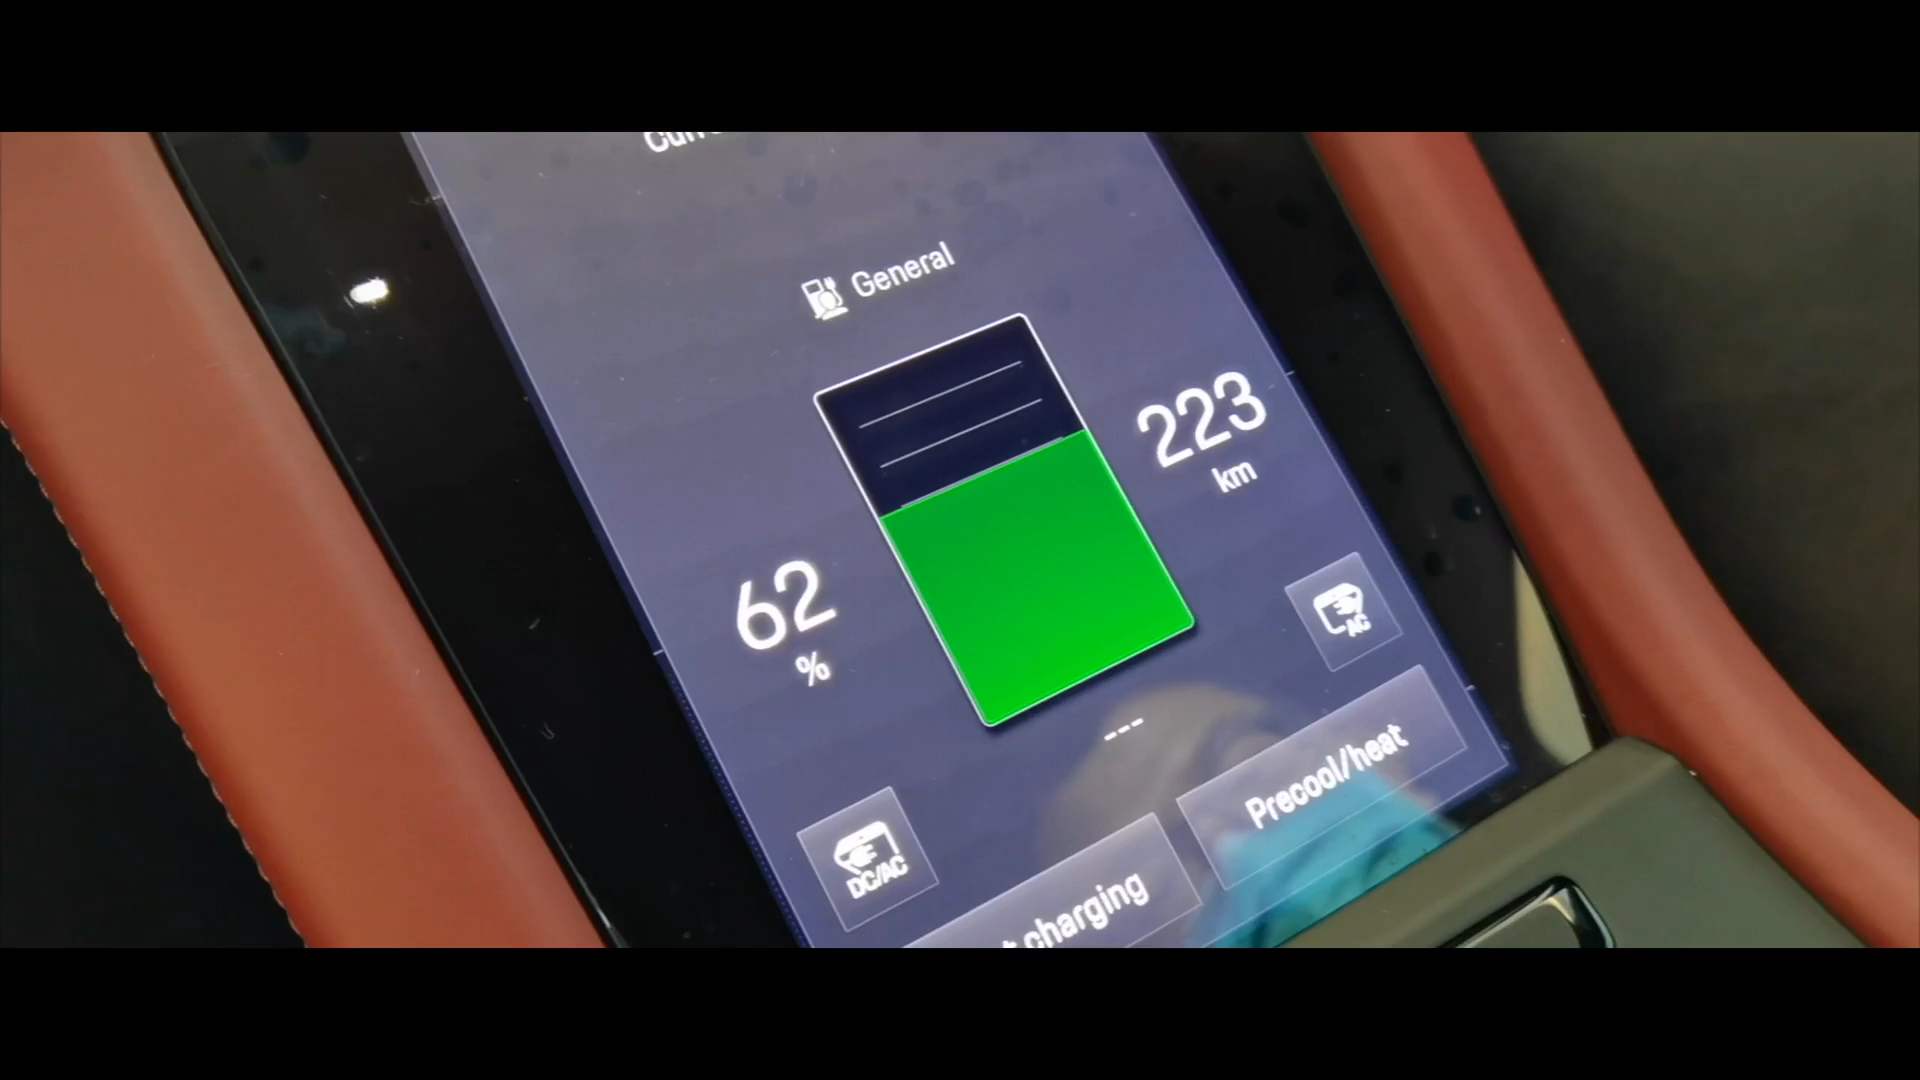 General
223
km
62
%
---
AC
Precool/heat
DC/AC
charging